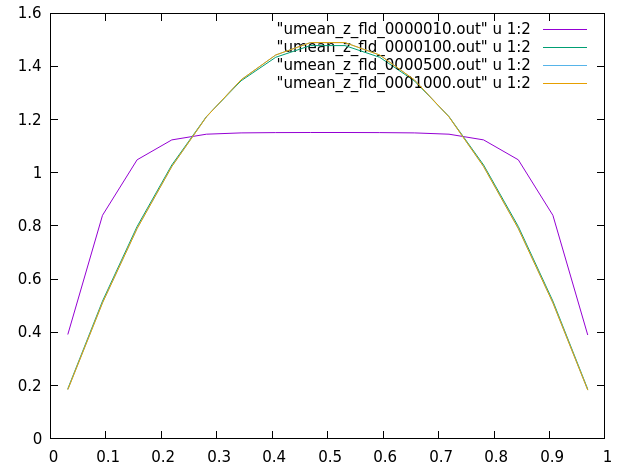 1.6
1.4
1.2
1
0.8
0.6
0.4
0.2
0
"umean_z_fld_0000010.out" u 1:2
"umean_z_fld_0000100.out" u 1:2
"umean_z_fld_0000500.out" u 1:2
"umean_z_fld_0001000.out" u 1:2
0 0.1 0.2 0.3 0.4 0.5 0.6 0.7 0.8 0.9 1